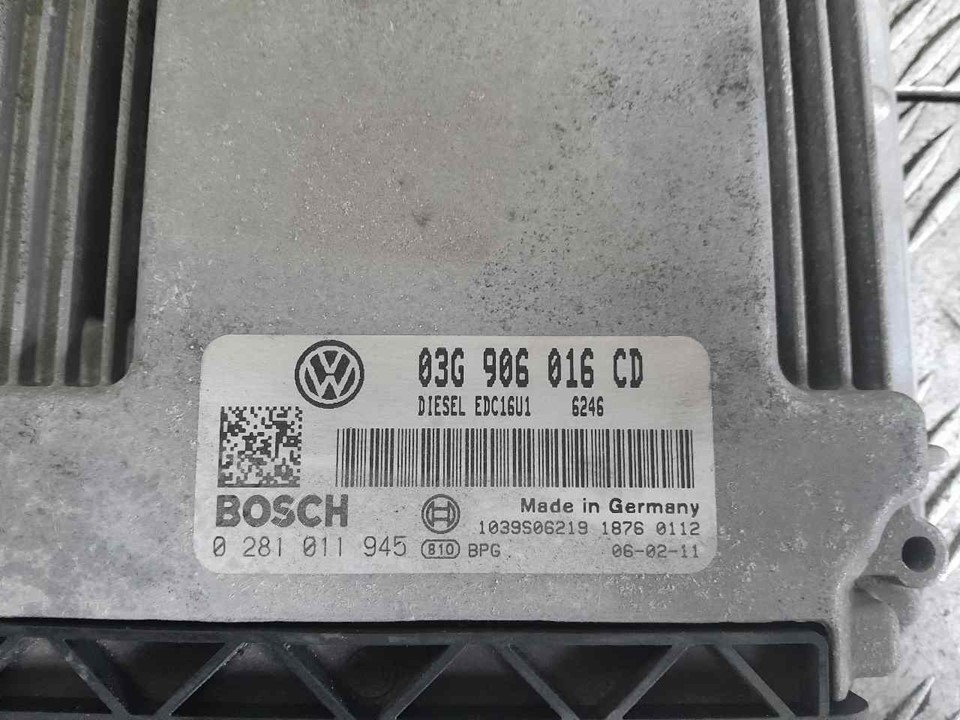 03G 906 016 CD
DIESEL EDC16U1 6246
BOSCH
Made in Germany
1039S06219 1876 0112
0 281 011 945 810 BPG 06-02-11